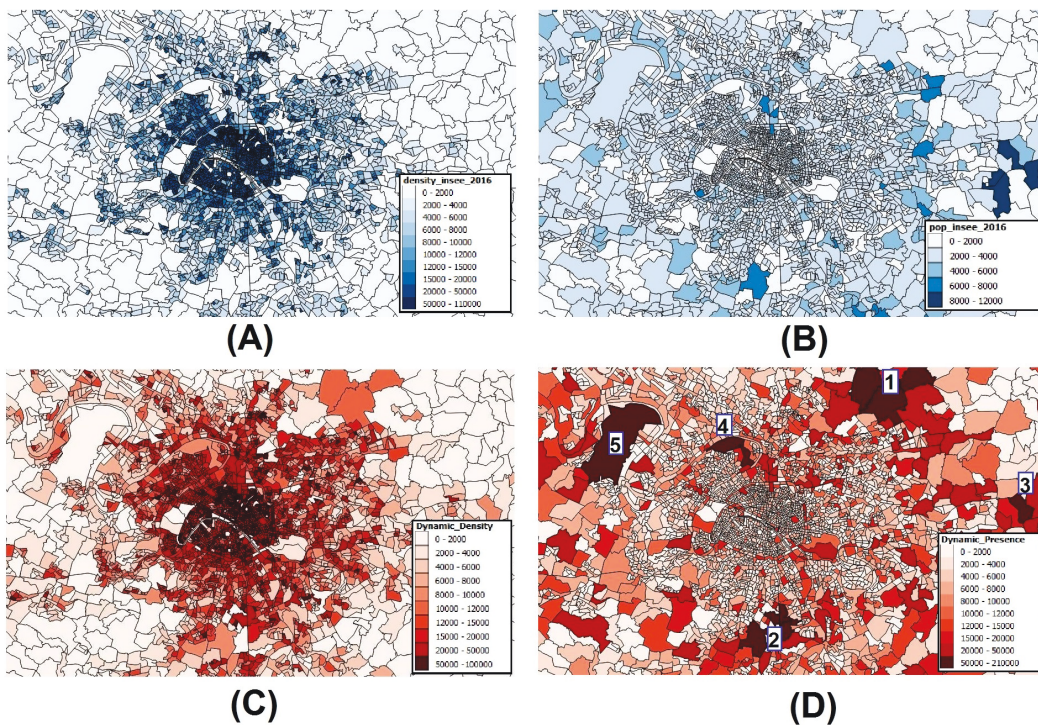 density_insee_2016
0 - 2000
2000 - 4000
4000 - 6000
6000 - 8000
8000 - 10000
10000 - 12000
12000 - 15000
15000 - 20000
20000 - 50000
50000 - 110000
(A)
pop_insee_2016
0 - 2000
2000 - 4000
4000 - 6000
6000 - 8000
8000 - 12000
(B)
Dynamic_Density
0 - 2000
2000 - 4000
4000 - 6000
6000 - 8000
8000 - 10000
10000 - 12000
12000 - 15000
15000 - 20000
20000 - 50000
50000 - 100000
(C)
1
4
5
3
2
Dynamic_Presence
0 - 2000
2000 - 4000
4000 - 6000
6000 - 8000
8000 - 10000
10000 - 12000
12000 - 15000
15000 - 20000
20000 - 50000
50000 - 210000
(D)